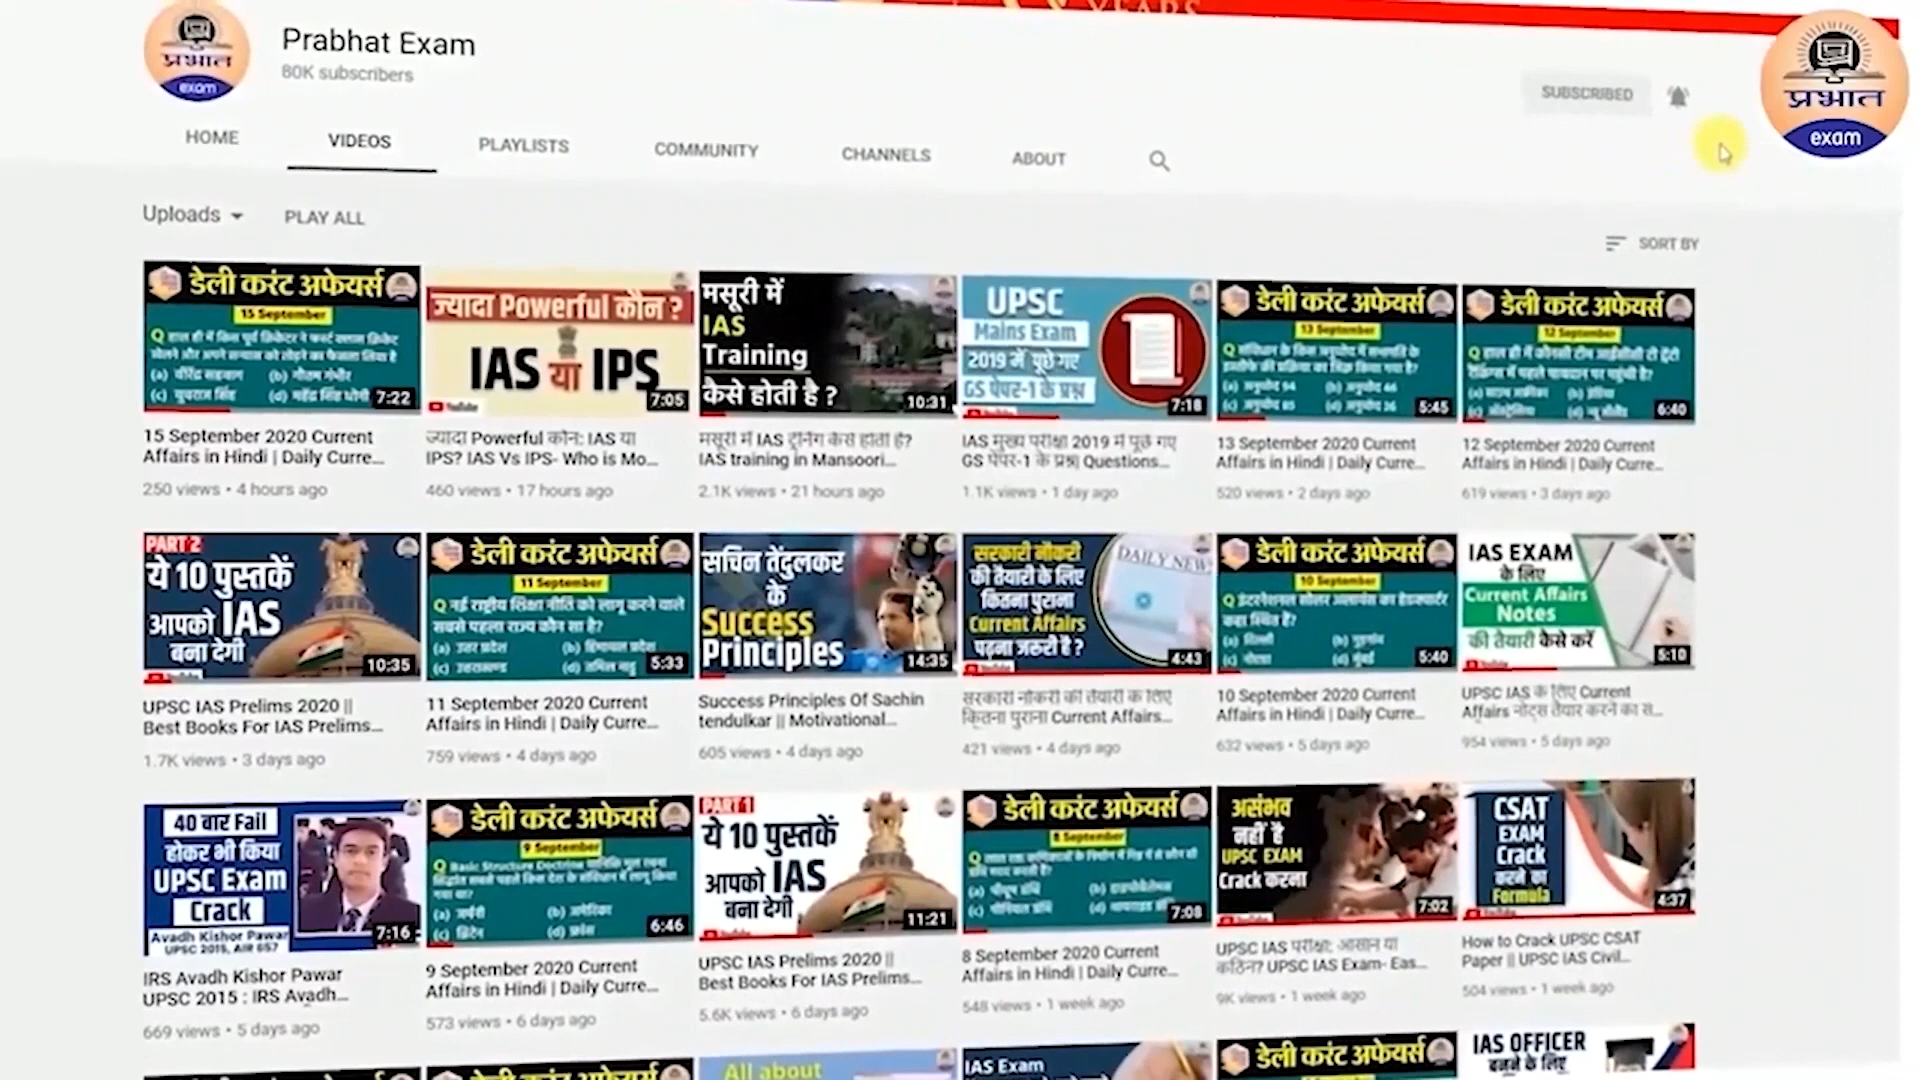 YEARS
प्रभात
exam
Prabhat Exam
80K subscribers
SUBSCRIBED
प्रभात
exam
HOME
VIDEOS
PLAYLISTS
COMMUNITY
CHANNELS
ABOUT
Uploads
PLAY ALL
SORT BY
डेली करंट अफेयर्स
15 September
7:22
ज्यादा Powerful कौन ?
IAS या IPS
7:05
मसूरी में
IAS
Training
कैसे होती है ?
10:31
UPSC
Mains Exam
2019 में पूछे गए
GS पेपर-1 के प्रश्न
7:18
डेली करंट अफेयर्स
13 September
5:45
डेली करंट अफेयर्स
12 September
6:40
15 September 2020 Current
Affairs in Hindi | Daily Curre...
250 views • 4 hours ago
ज्यादा Powerful कौन: IAS या
IPS? IAS Vs IPS- Who is Mo...
460 views • 17 hours ago
मसूरी में IAS ट्रेनिंग कैसे होती है?
IAS training in Mansoori...
2.1K views • 21 hours ago
IAS मुख्य परीक्षा 2019 में पूछे गए
GS पेपर-1 के प्रश्न| Questions...
1.1K views • 1 day ago
13 September 2020 Current
Affairs in Hindi | Daily Curre...
520 views • 2 days ago
12 September 2020 Current
Affairs in Hindi | Daily Curre...
619 views • 3 days ago
PART 2
ये 10 पुस्तकें
आपको IAS
बना देगी
10:35
डेली करंट अफेयर्स
11 September
Q नई राष्ट्रीय शिक्षा नीति को लागू करने वाले
सबसे पहला राज्य कौन सा है?
(a) उत्तर प्रदेश (b) हिमाचल प्रदेश
(c) उत्तराखण्ड (d) तमिल नाडु
5:33
सचिन तेंदुलकर
के
Success
Principles
14:35
सरकारी नौकरी
की तैयारी के लिए
कितना पुराना
Current Affairs
पढ़ना जरूरी है ?
DAILY NEWS
4:43
डेली करंट अफेयर्स
10 September
5:40
IAS EXAM
के लिए
Current Affairs
Notes
की तैयारी कैसे करें
5:10
UPSC IAS Prelims 2020 ||
Best Books For IAS Prelims...
1.7K views • 3 days ago
11 September 2020 Current
Affairs in Hindi | Daily Curre...
759 views • 4 days ago
Success Principles Of Sachin
tendulkar || Motivational...
605 views • 4 days ago
सरकारी नौकरी की तैयारी के लिए
कितना पुराना Current Affairs...
421 views • 4 days ago
10 September 2020 Current
Affairs in Hindi | Daily Curre...
632 views • 5 days ago
UPSC IAS के लिए Current
Affairs नोट्स तैयार करने का स...
954 views • 5 days ago
40 बार Fail
होकर भी किया
UPSC Exam
Crack
Avadh Kishor Pawar
UPSC 2015, AIR 657
7:16
डेली करंट अफेयर्स
9 September
6:46
PART 1
ये 10 पुस्तकें
आपको IAS
बना देगी
11:21
डेली करंट अफेयर्स
8 September
7:08
असंभव
नहीं है
UPSC EXAM
Crack करना
7:02
CSAT
EXAM
Crack
करने का
Formula
4:37
IRS Avadh Kishor Pawar
UPSC 2015 : IRS Avadh...
669 views • 5 days ago
9 September 2020 Current
Affairs in Hindi | Daily Curre...
573 views • 6 days ago
UPSC IAS Prelims 2020 ||
Best Books For IAS Prelims...
5.6K views • 6 days ago
8 September 2020 Current
Affairs in Hindi | Daily Curre...
548 views • 1 week ago
UPSC IAS परीक्षा: आसान या
कठिन? UPSC IAS Exam- Eas...
9K views • 1 week ago
How to Crack UPSC CSAT
Paper || UPSC IAS Civil...
504 views • 1 week ago
All about
IAS Exam
डेली करंट अफेयर्स
IAS OFFICER
बनने के लिए